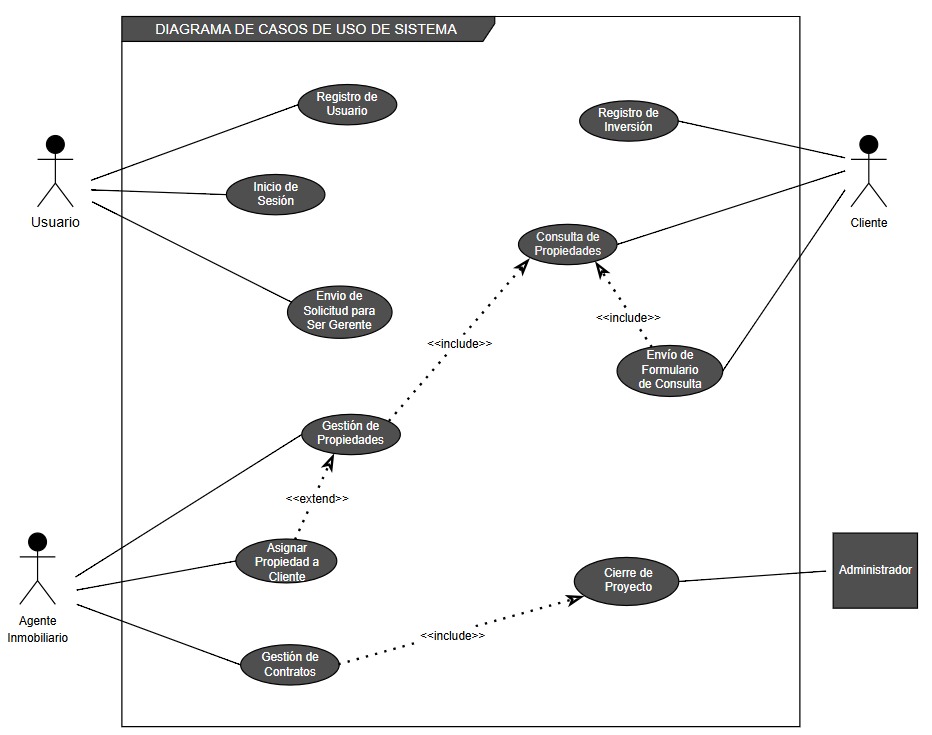 DIAGRAMA DE CASOS DE USO DE SISTEMA
Registro de
Usuario
Registro de
Inversión
Usuario
Inicio de
Sesión
Cliente
Consulta de
Propiedades
Envio de
Solicitud para
Ser Gerente
<<include>>
<<include>>
Envío de
Formulario
de Consulta
Gestión de
Propiedades
<<extend>>
Asignar
Propiedad a
Cliente
Cierre de
Proyecto
Administrador
Agente
Inmobiliario
<<include>>
Gestión de
Contratos